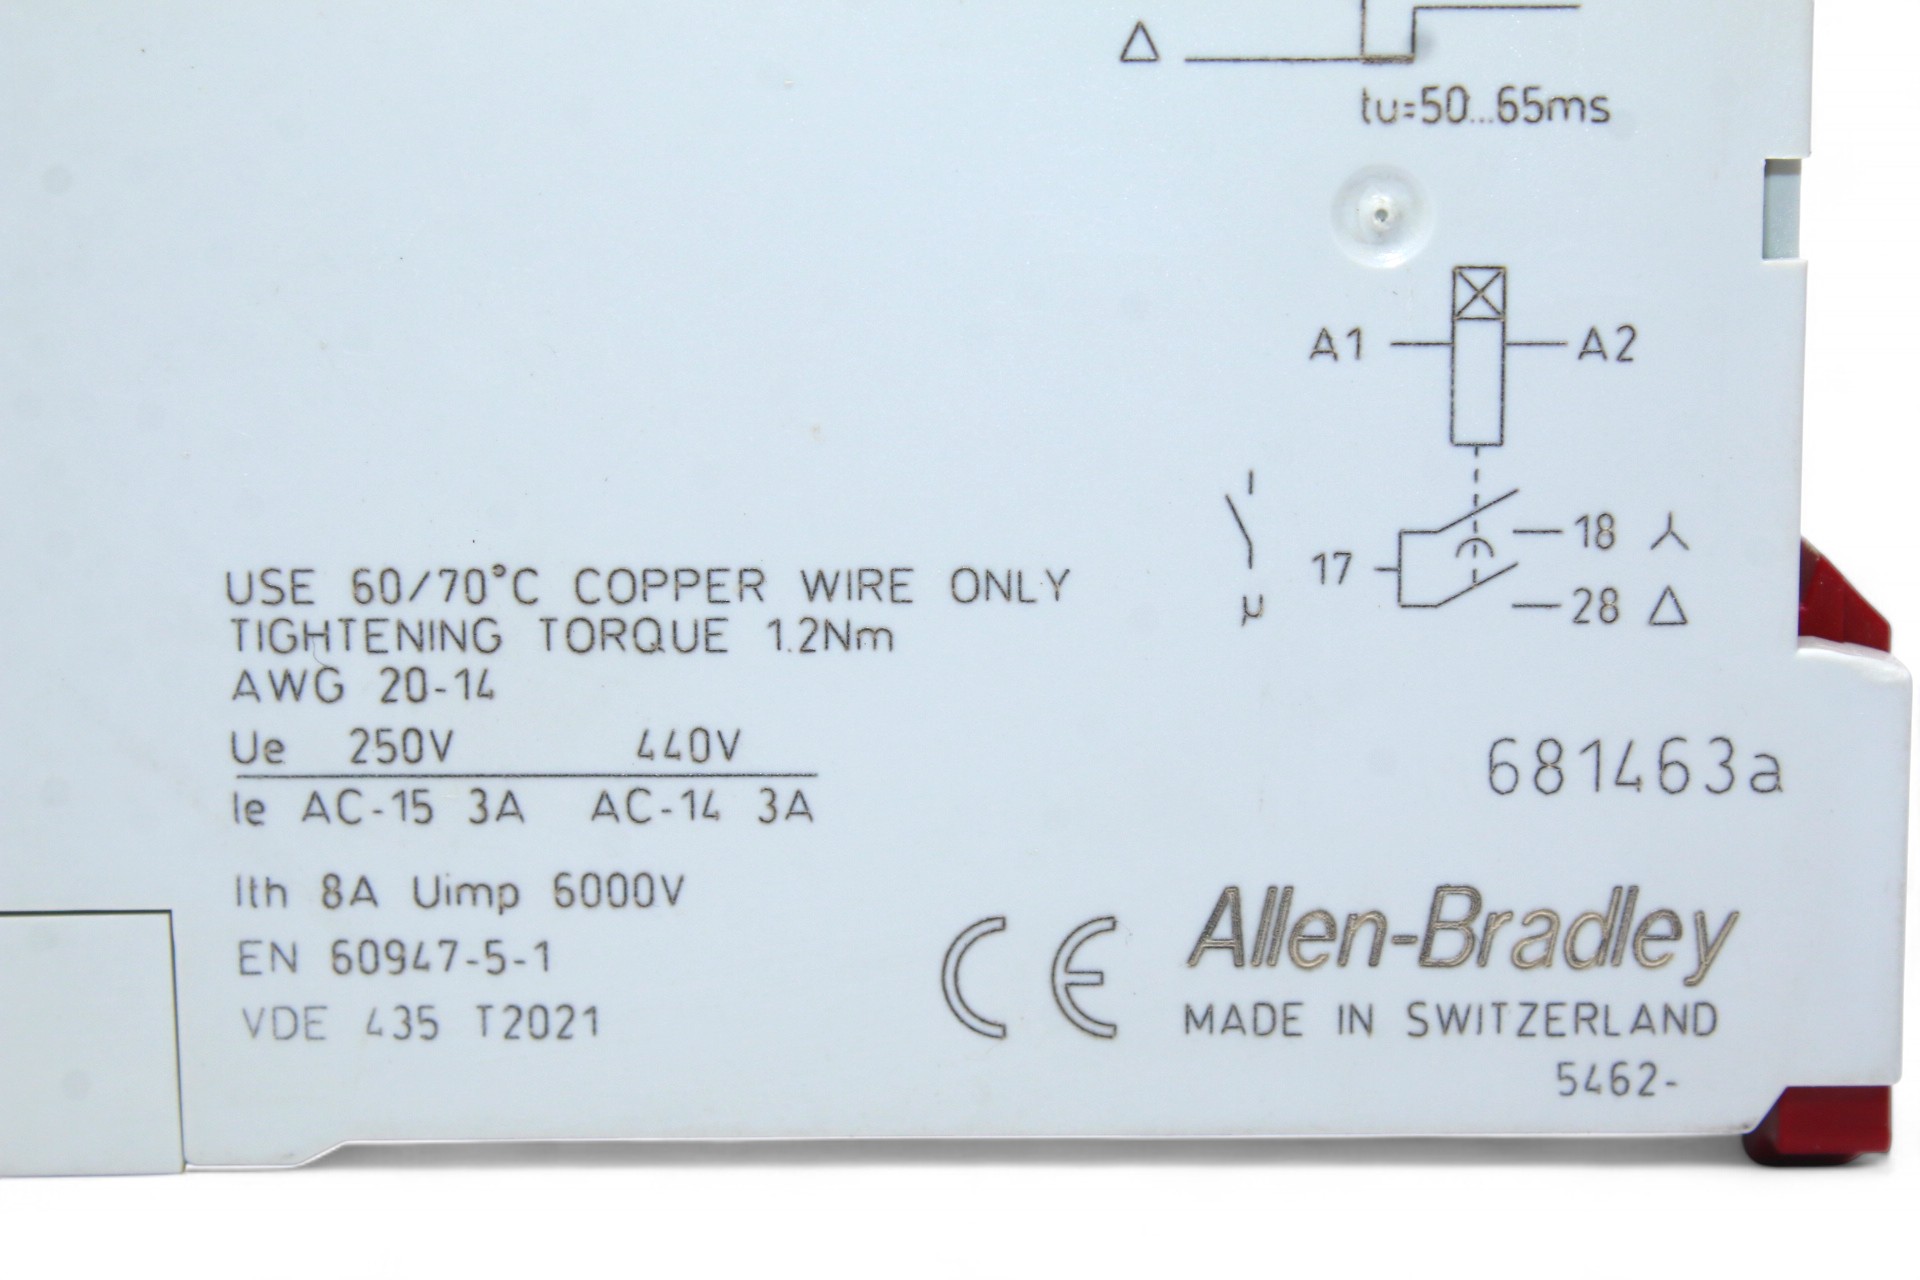 △
tu=50...65ms
A1 A2
17 18
28 △
µ
USE 60/70°C COPPER WIRE ONLY
TIGHTENING TORQUE 1.2Nm
AWG 20-14
Ue 250V 440V
Ie AC-15 3A AC-14 3A
Ith 8A Uimp 6000V
EN 60947-5-1
VDE 435 T2021
681463a
CE
Allen-Bradley
MADE IN SWITZERLAND
5462-